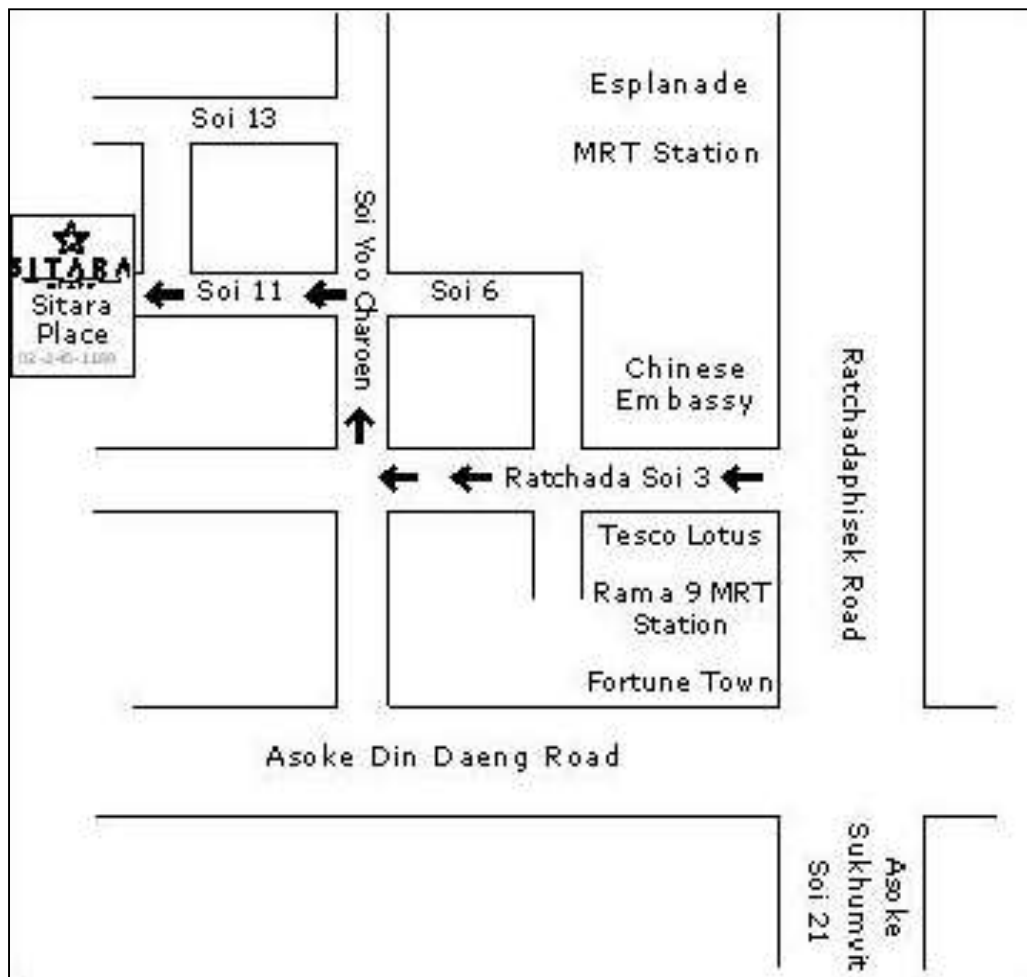 Esplanade
MRT Station
Soi 13
Soi Yoo Charoen
SITARA
Sitara
Place
Soi 11
Soi 6
Chinese
Embassy
Ratchadaphisek Road
Ratchada Soi 3
Tesco Lotus
Rama 9 MRT
Station
Fortune Town
Asoke Din Daeng Road
Asoke
Sukhumvit
Soi 21